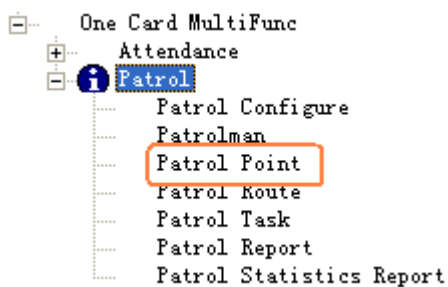 One Card MultiFunc
Attendance
Patrol
Patrol Configure
Patrolman
Patrol Point
Patrol Route
Patrol Task
Patrol Report
Patrol Statistics Report